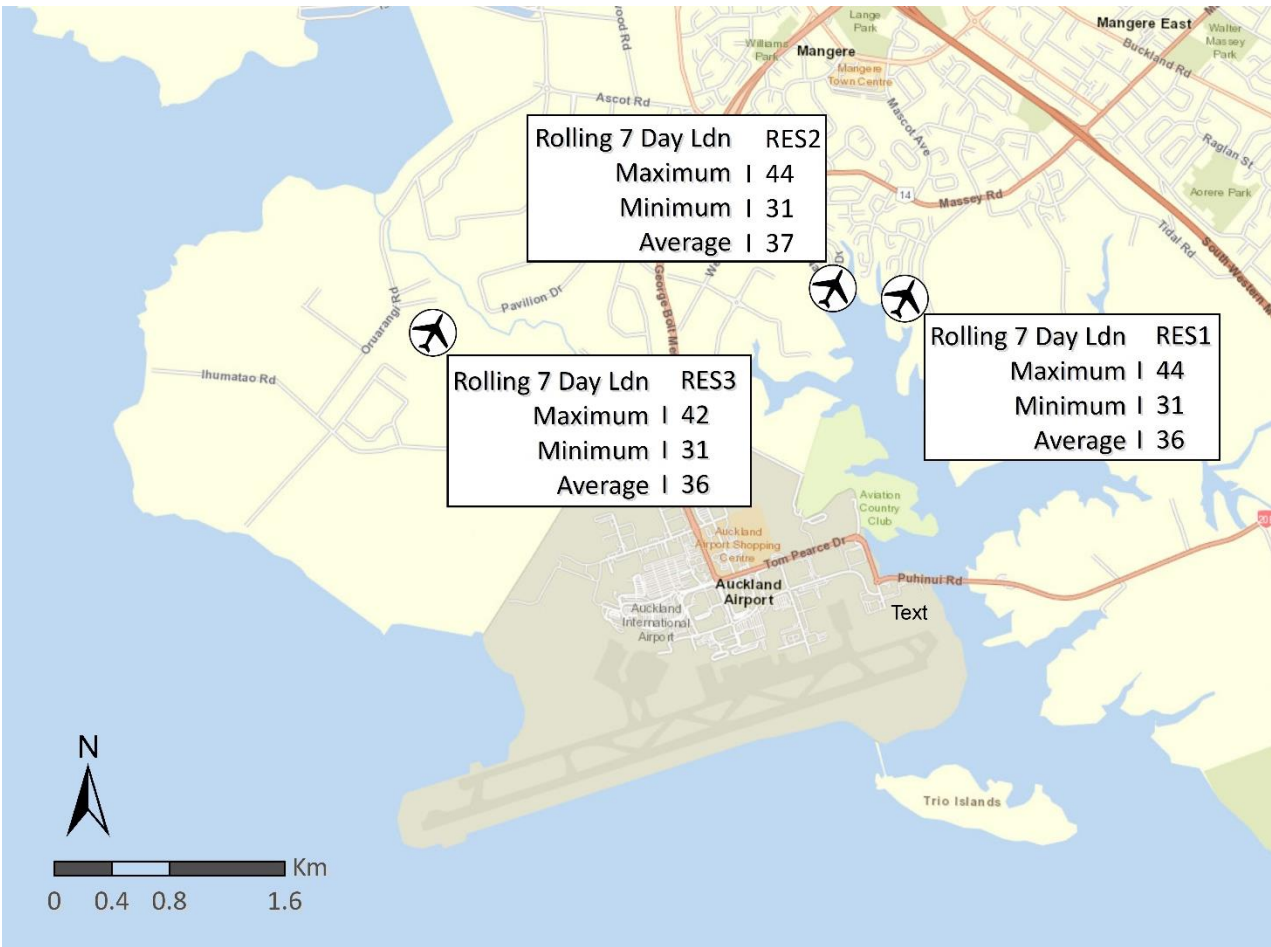 Lange
Park
Mangere East
Walter
Massey
Park
Williams
Park
Mangere
Buckland Rd
Mangere
Town Centre
Ascot Rd
Mascot Ave
Raglan St
Rolling 7 Day Ldn RES2
Maximum I 44
Minimum I 31
Average I 37
14
Massey Rd
Aorere Park
Tidal Rd
South-Western
George Bolt
Pavilion Dr
Oruarangi Rd
Ihumatao Rd
Rolling 7 Day Ldn RES1
Maximum I 44
Minimum I 31
Average I 36
Rolling 7 Day Ldn RES3
Maximum I 42
Minimum I 31
Average I 36
Aviation
Country
Club
Auckland
Airport Shopping
Centre
Tom Pearce Dr
Puhinui Rd
Auckland
Airport
Auckland
International
Airport
Text
Trio Islands
N
Km
0 0.4 0.8 1.6